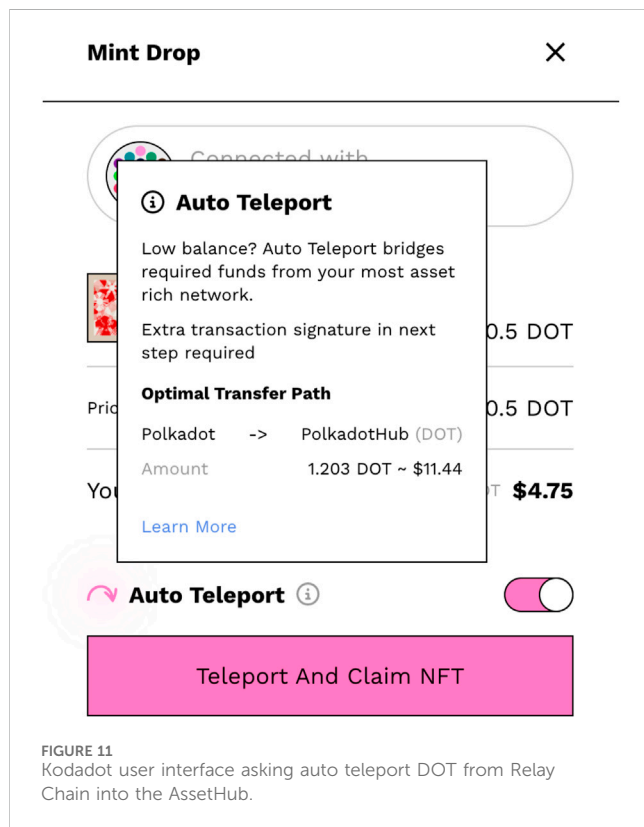 Mint Drop
Connected with
Auto Teleport
Low balance? Auto Teleport bridges
required funds from your most asset
rich network.
Extra transaction signature in next
step required
0.5 DOT
Optimal Transfer Path
Polkadot -> PolkadotHub (DOT)
0.5 DOT
Amount 1.203 DOT ~ $11.44
$4.75
Learn More
Auto Teleport
Teleport And Claim NFT
FIGURE 11
Kodadot user interface asking auto teleport DOT from Relay
Chain into the AssetHub.